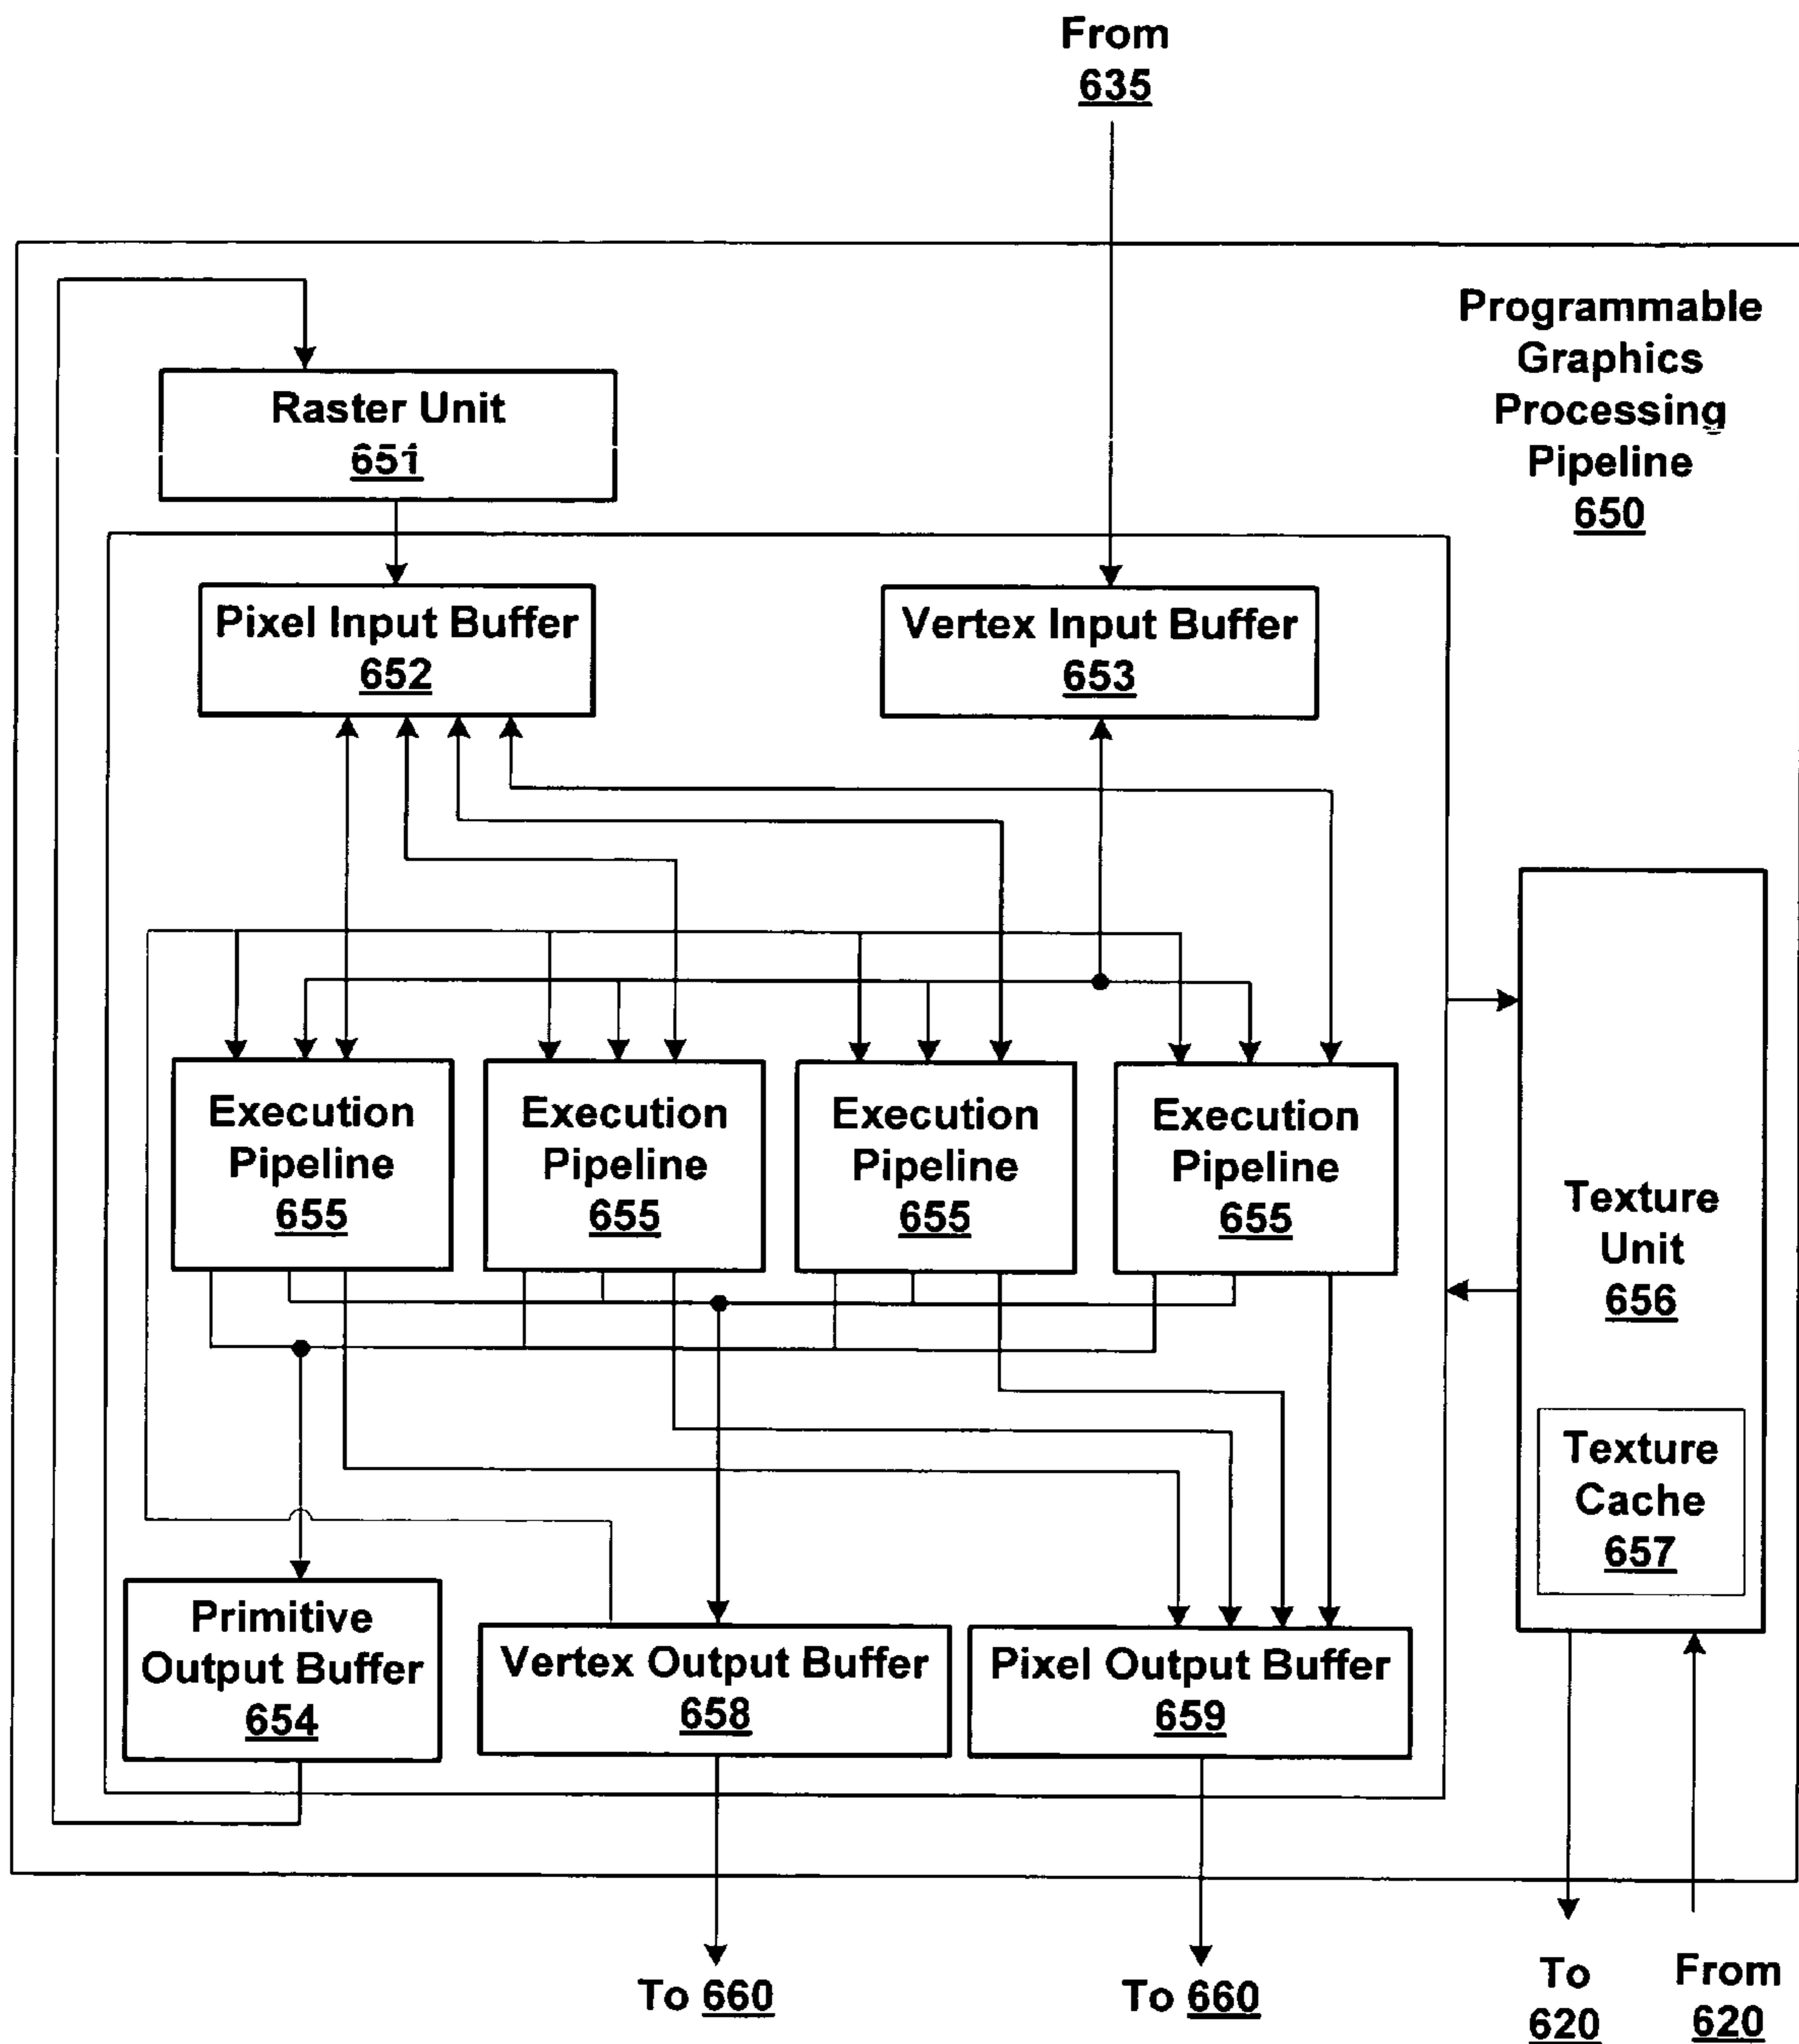 From
635
Programmable
Graphics
Processing
Pipeline
650
Raster Unit
651
Pixel Input Buffer
652
Vertex Input Buffer
653
Execution
Pipeline
655
Execution
Pipeline
655
Execution
Pipeline
655
Execution
Pipeline
655
Texture
Unit
656
Texture
Cache
657
Primitive
Output Buffer
654
Vertex Output Buffer
658
Pixel Output Buffer
659
To 660
To 660
To
620
From
620